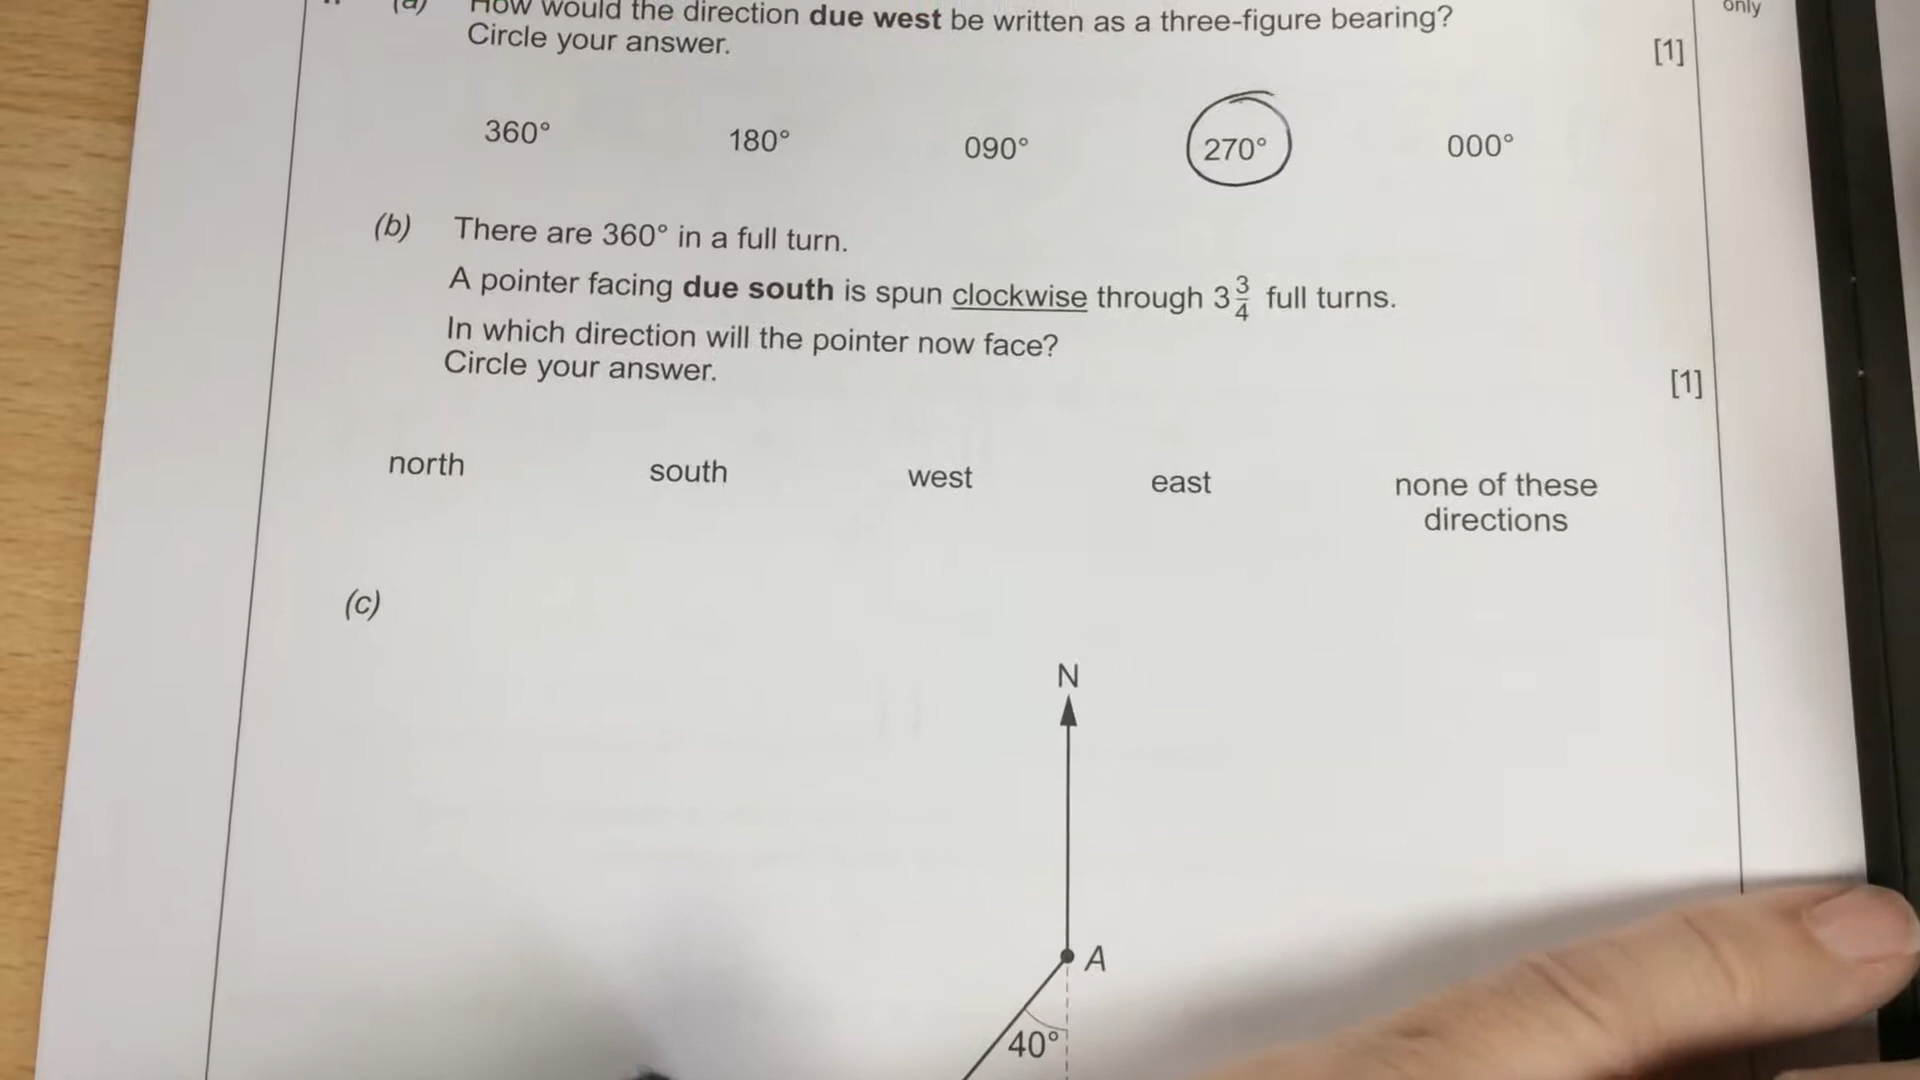 (a) How would the direction due west be written as a three-figure bearing?
Circle your answer.
[1]
only
360° 180° 090° 270° 000°
(b) There are 360° in a full turn.
A pointer facing due south is spun clockwise through 3 3/4 full turns.
In which direction will the pointer now face?
Circle your answer.
[1]
north south west east none of these
directions
(c)
N
A
40°